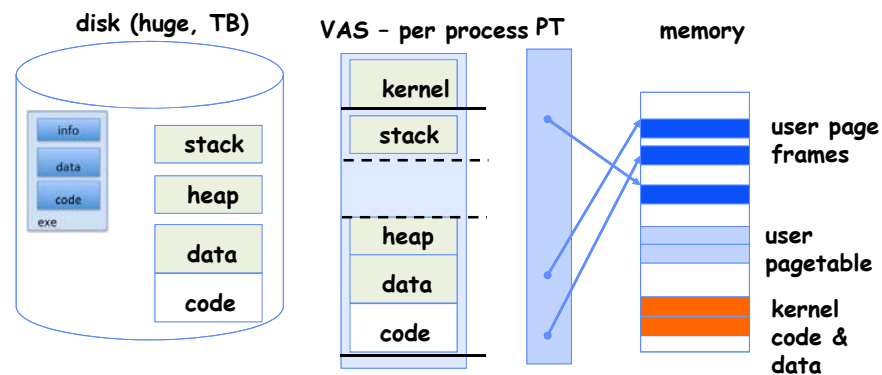 disk (huge, TB)
VAS – per process
PT
memory
info
data
code
exe
stack
heap
data
code
kernel
stack
heap
data
code
user page
frames
user
pagetable
kernel
code &
data